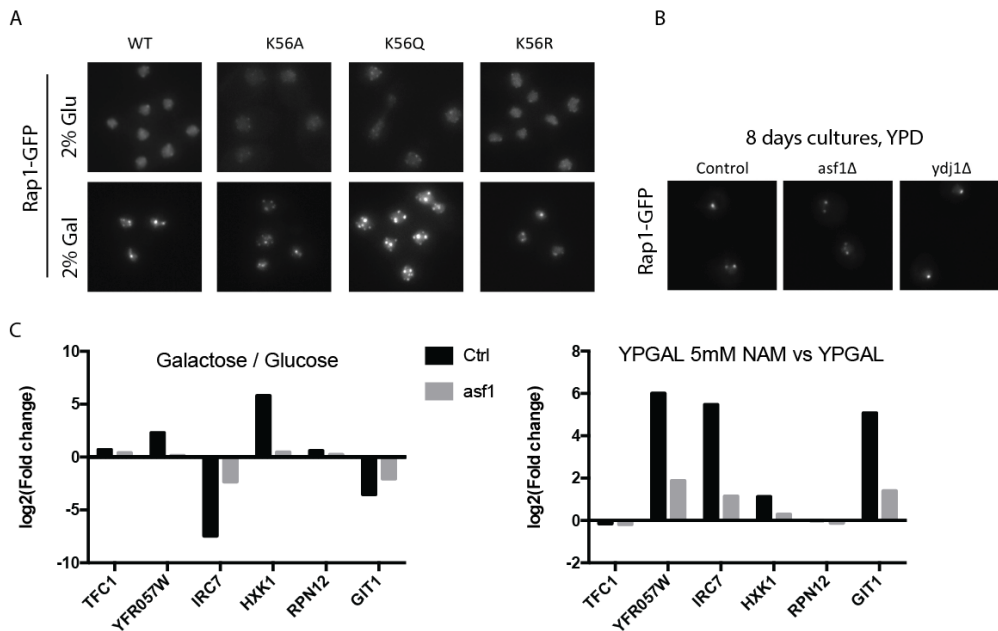 A
WT K56A K56Q K56R
Rap1-GFP
2% Glu
2% Gal
B
8 days cultures, YPD
Control asf1Δ ydj1Δ
Rap1-GFP
C
Galactose / Glucose
log2(Fold change)
10
5
0
-5
-10
TFC1 YFR057W IRC7 HXK1 RPN12 GIT1
Ctrl
asf1
YPGAL 5mM NAM vs YPGAL
log2(Fold change)
8
6
4
2
0
-2
TFC1 YFR057W IRC7 HXK1 RPN12 GIT1